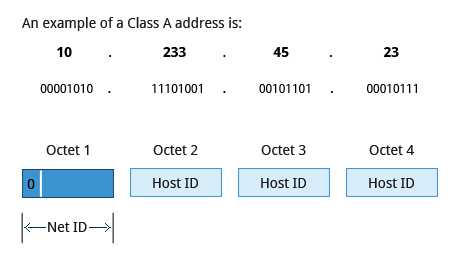 An example of a Class A address is:
10 . 233 . 45 . 23
00001010 . 11101001 . 00101101 . 00010111
Octet 1 Octet 2 Octet 3 Octet 4
0 Host ID Host ID Host ID
Net ID